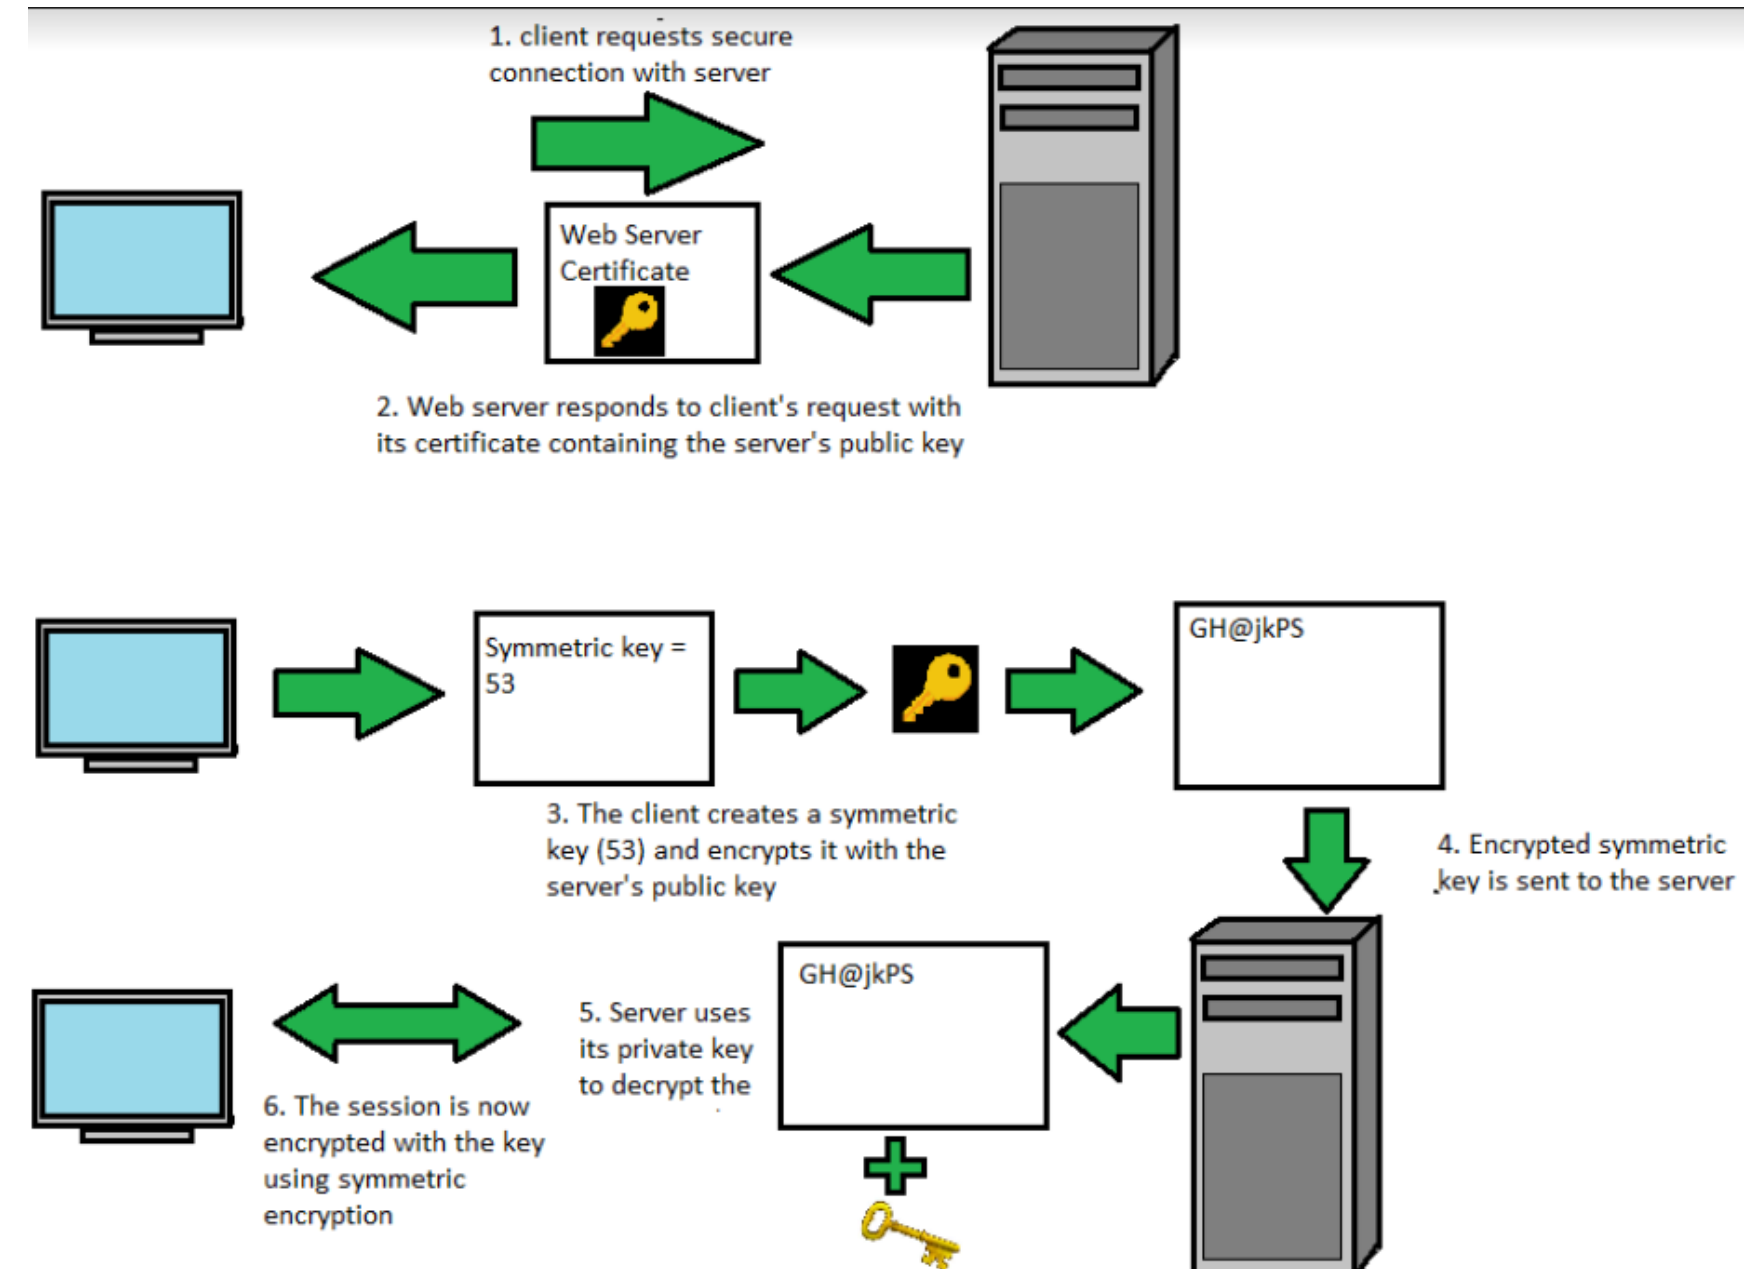 1. client requests secure
connection with server
Web Server
Certificate
2. Web server responds to client's request with
its certificate containing the server's public key
Symmetric key =
53
GH@jkPS
3. The client creates a symmetric
key (53) and encrypts it with the
server's public key
4. Encrypted symmetric
key is sent to the server
GH@jkPS
5. Server uses
its private key
to decrypt the
6. The session is now
encrypted with the key
using symmetric
encryption